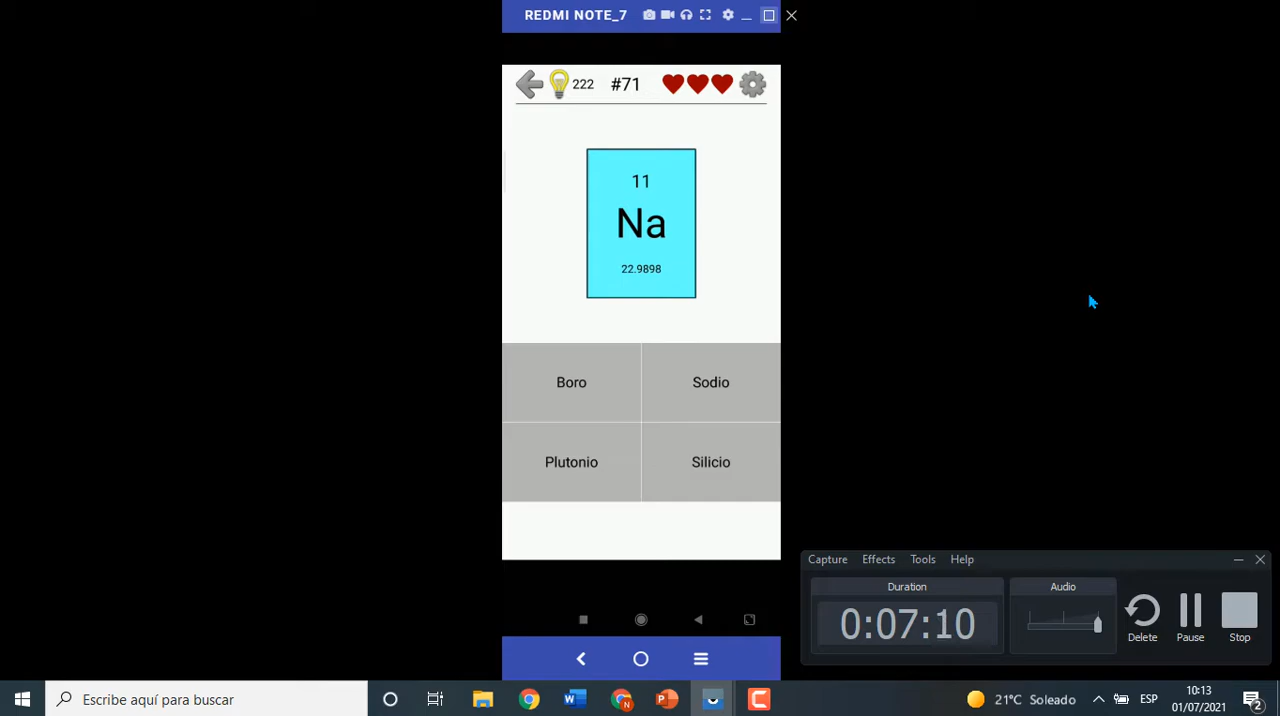 REDMI NOTE_7
222 #71
11
Na
22.9898
Boro Sodio
Plutonio Silicio
Capture Effects Tools Help
Duration Audio
0:07:10
Delete Pause Stop
Escribe aquí para buscar
21°C Soleado
ESP
10:13
01/07/2021
2